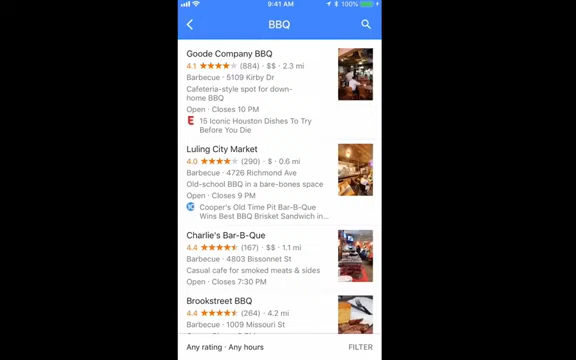 9:41 AM
100%
BBQ
Goode Company BBQ
4.1 ★★★★★ (884) · $$ · 2.3 mi
Barbecue · 5109 Kirby Dr
Cafeteria-style spot for down-
home BBQ
Open · Closes 10 PM
E 15 Iconic Houston Dishes To Try
Before You Die
Luling City Market
4.0 ★★★★★ (290) · $ · 0.6 mi
Barbecue · 4726 Richmond Ave
Old-school BBQ in a bare-bones space
Open · Closes 9 PM
Cooper's Old Time Pit Bar-B-Que
Wins Best BBQ Brisket Sandwich in...
Charlie's Bar-B-Que
4.4 ★★★★★ (167) · $$ · 1.1 mi
Barbecue · 4803 Bissonnet St
Casual cafe for smoked meats & sides
Open · Closes 7:30 PM
Brookstreet BBQ
4.4 ★★★★★ (264) · 4.2 mi
Barbecue · 1009 Missouri St
Any rating · Any hours
FILTER